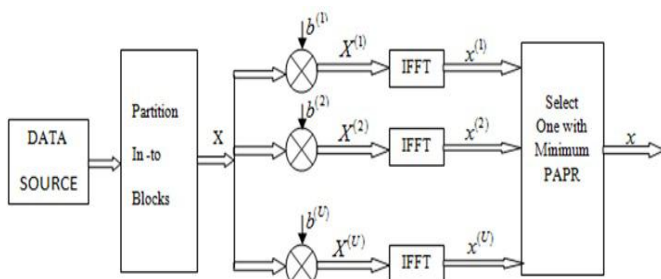 DATA
SOURCE
Partition
In -to
Blocks
X
b^(1)
X^(1)
IFFT
x^(1)
b^(2)
X^(2)
IFFT
x^(2)
b^(U)
X^(U)
IFFT
x^(U)
Select
One with
Minimum
PAPR
x